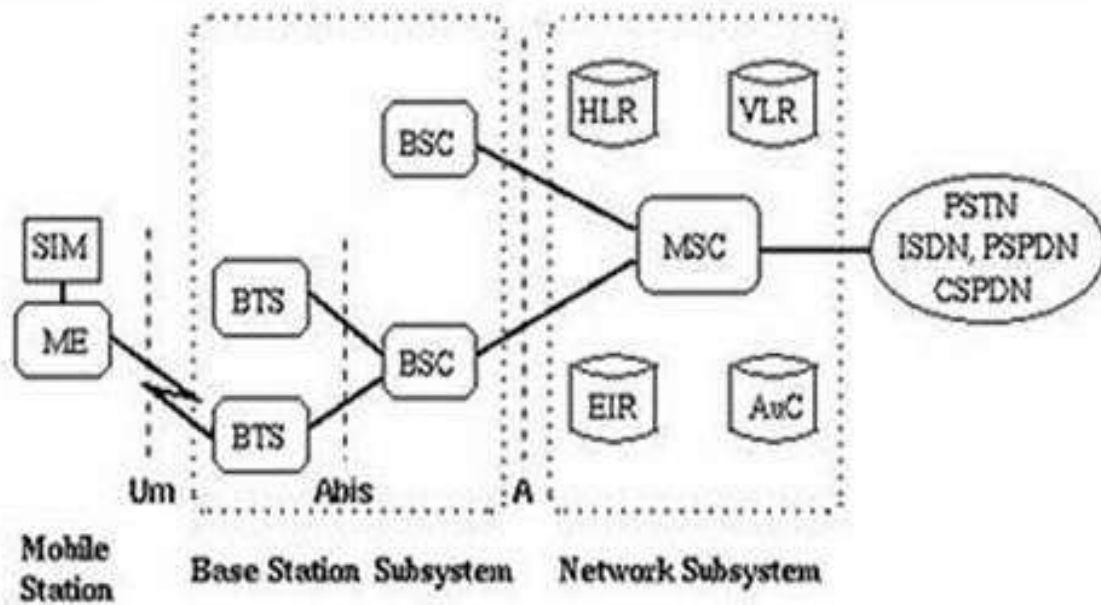 HLR
VLR
BSC
SIM
MSC
PSTN
ISDN, PSPDN
CSPDN
BTS
ME
BSC
EIR
AuC
BTS
Um
Abis
A
Mobile
Station
Base Station Subsystem
Network Subsystem